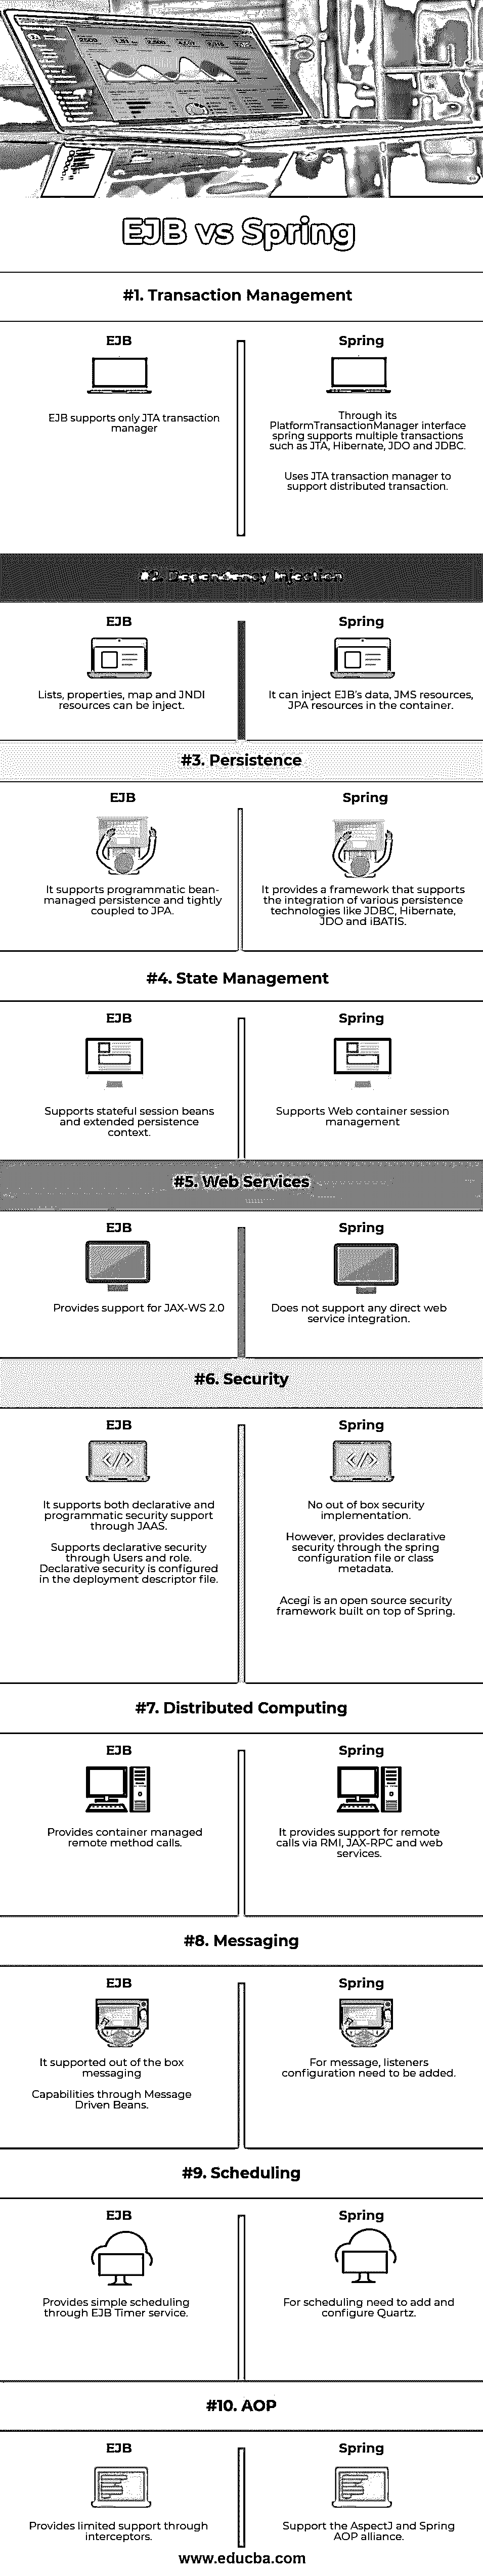 EJB vs Spring
#1. Transaction Management
EJB
EJB supports only JTA transaction
manager
Spring
Through its
PlatformTransactionManager interface
spring supports multiple transactions
such as JTA, Hibernate, JDO and JDBC.
Uses JTA transaction manager to
support distributed transaction.
#2. Dependency Injection
EJB
Lists, properties, map and JNDI
resources can be inject.
Spring
It can inject EJB's data, JMS resources,
JPA resources in the container.
#3. Persistence
EJB
It supports programmatic bean-
managed persistence and tightly
coupled to JPA.
Spring
It provides a framework that supports
the integration of various persistence
technologies like JDBC, Hibernate,
JDO and iBATIS.
#4. State Management
EJB
Supports stateful session beans
and extended persistence
context.
Spring
Supports Web container session
management
#5. Web Services
EJB
Provides support for JAX-WS 2.0
Spring
Does not support any direct web
service integration.
#6. Security
EJB
It supports both declarative and
programmatic security support
through JAAS.
Supports declarative security
through Users and role.
Declarative security is configured
in the deployment descriptor file.
Spring
No out of box security
implementation.
However, provides declarative
security through the spring
configuration file or class
metadata.
Acegi is an open source security
framework built on top of Spring.
#7. Distributed Computing
EJB
Provides container managed
remote method calls.
Spring
It provides support for remote
calls via RMI, JAX-RPC and web
services.
#8. Messaging
EJB
It supported out of the box
messaging
Capabilities through Message
Driven Beans.
Spring
For message, listeners
configuration need to be added.
#9. Scheduling
EJB
Provides simple scheduling
through EJB Timer service.
Spring
For scheduling need to add and
configure Quartz.
#10. AOP
EJB
Provides limited support through
interceptors.
Spring
Support the AspectJ and Spring
AOP alliance.
www.educba.com